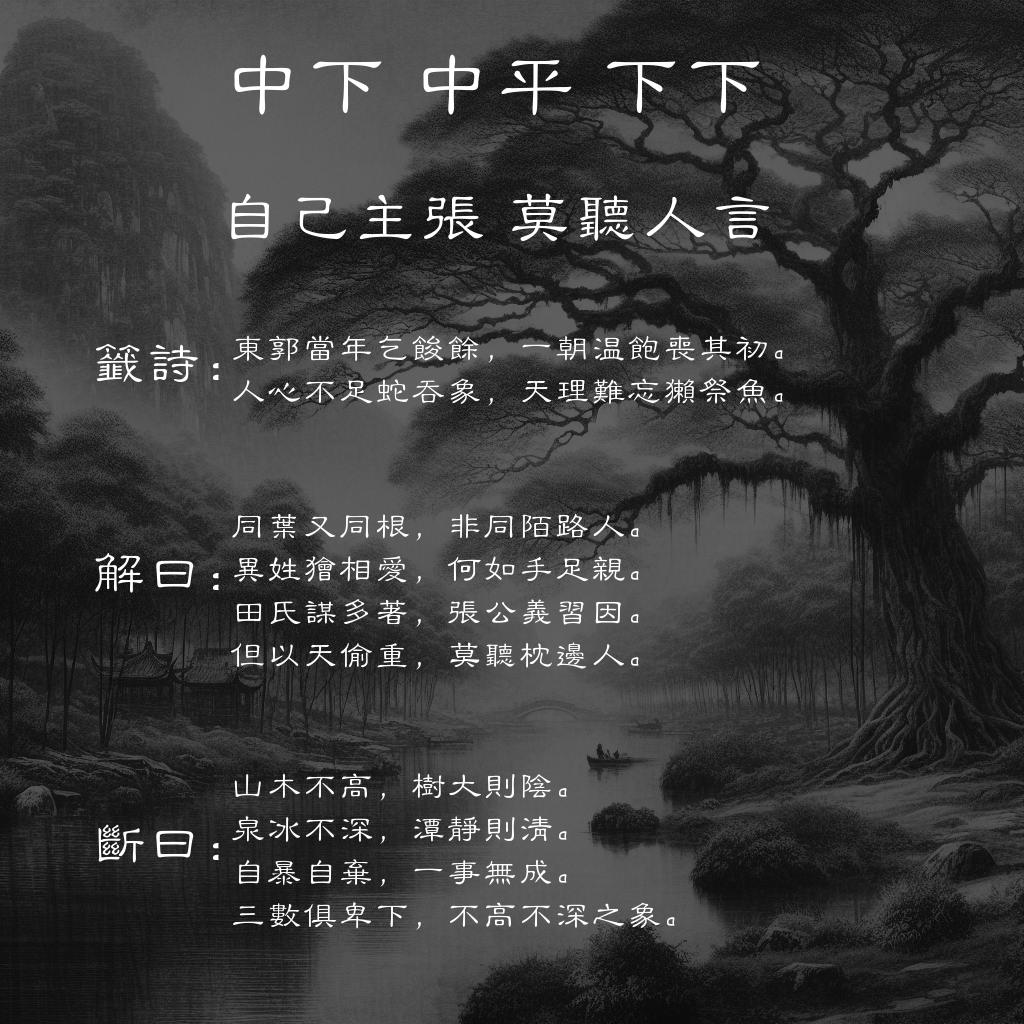 中下 中平 下下
自己主張 莫聽人言
籤詩:
東郭當年乞餕餘,一朝温飽喪其初。
人心不足蛇吞象,天理難忘獺祭魚。
解曰:
同葉又同根,非同陌路人。
異姓獪相愛,何如手足親。
田氏謀多著,張公義習因。
但以天倫重,莫聽枕邊人。
斷曰:
山木不高,樹大則陰。
泉冰不深,潭靜則清。
自暴自棄,一事無成。
三數俱卑下,不高不深之象。